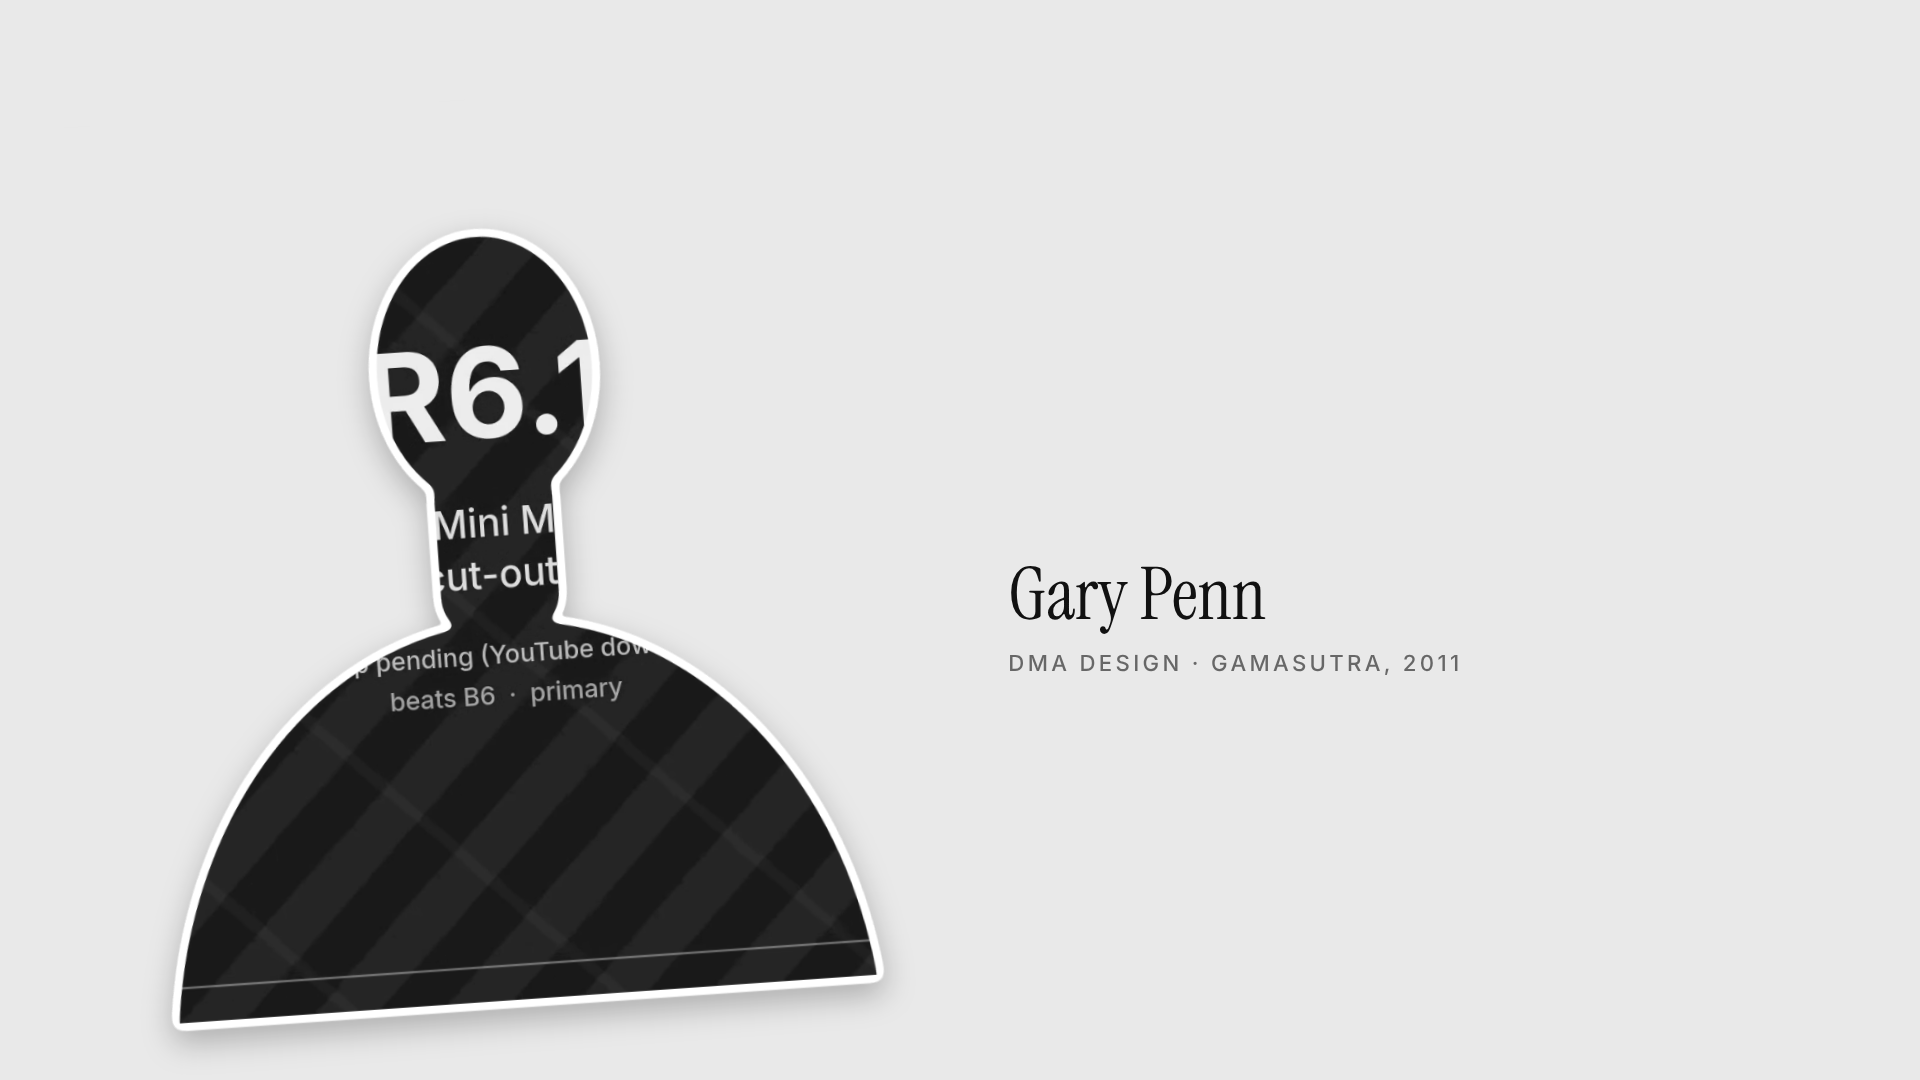 R6.1
Mini M
cut-out
pending (YouTube dow
beats B6 · primary
Gary Penn
DMA DESIGN · GAMASUTRA, 2011